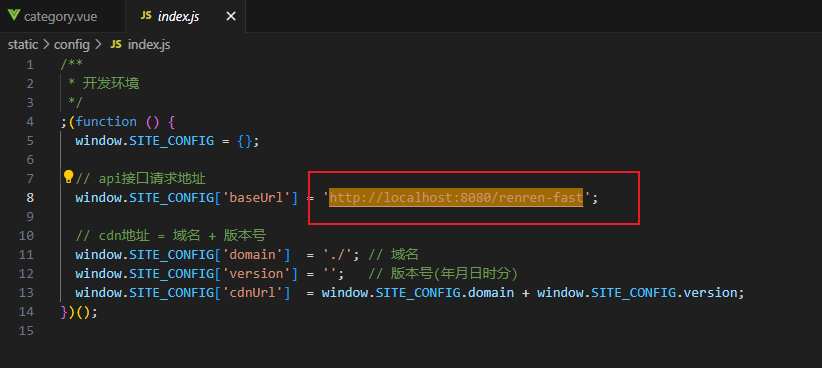 category.vue
JS index.js ×
static > config > JS index.js > ...
1 /**
2  * 开发环境
3  */
4 ;(function () {
5   window.SITE_CONFIG = {};
6
7   // api接口请求地址
8   window.SITE_CONFIG['baseUrl'] = 'http://localhost:8080/renren-fast';
9
10   // cdn地址 = 域名 + 版本号
11   window.SITE_CONFIG['domain']  = './'; // 域名
12   window.SITE_CONFIG['version'] = '';   // 版本号(年月日时分)
13   window.SITE_CONFIG['cdnUrl']  = window.SITE_CONFIG.domain + window.SITE_CONFIG.version;
14 })();
15